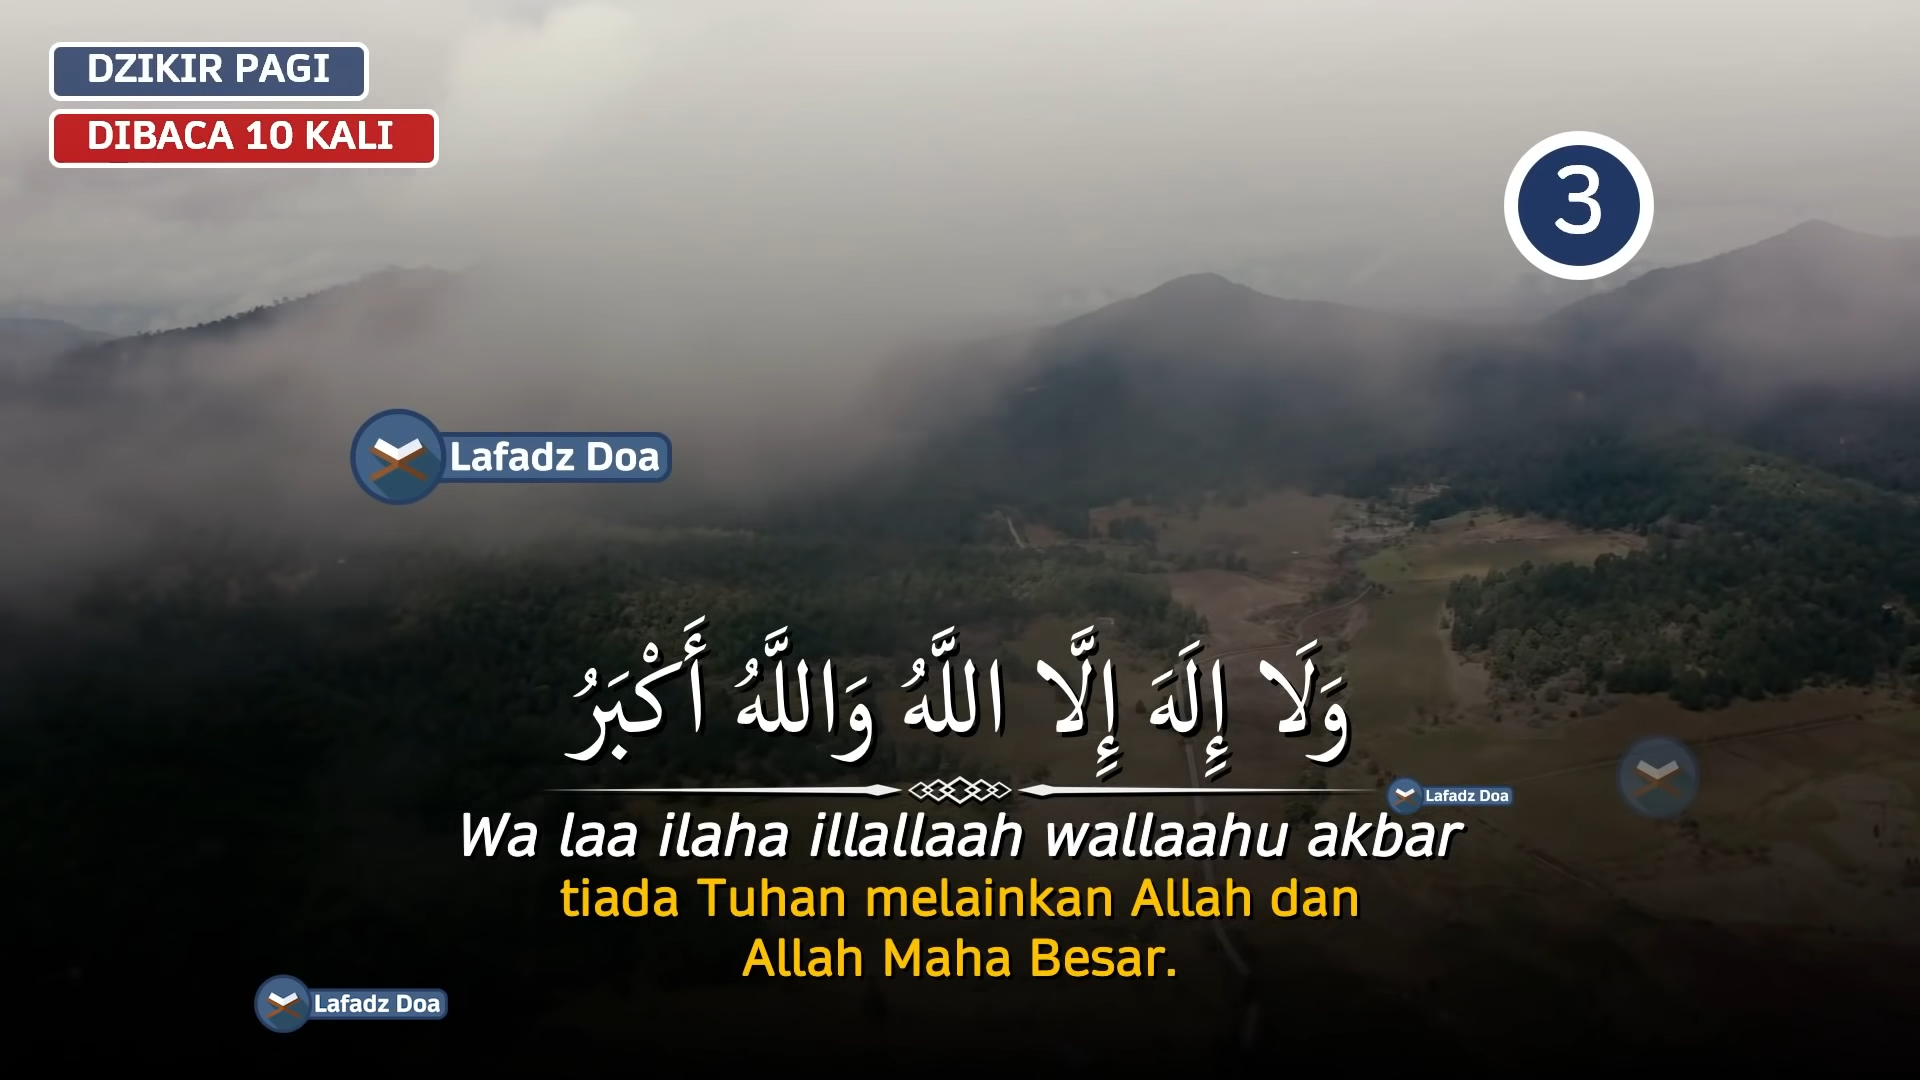 DZIKIR PAGI
DIBACA 10 KALI
3
Lafadz Doa
وَلَا إِلَهَ إِلَّا اللَّهُ وَاللَّهُ أَكْبَرُ
Lafadz Doa
Wa laa ilaha illallaah wallaahu akbar
tiada Tuhan melainkan Allah dan
Allah Maha Besar.
Lafadz Doa